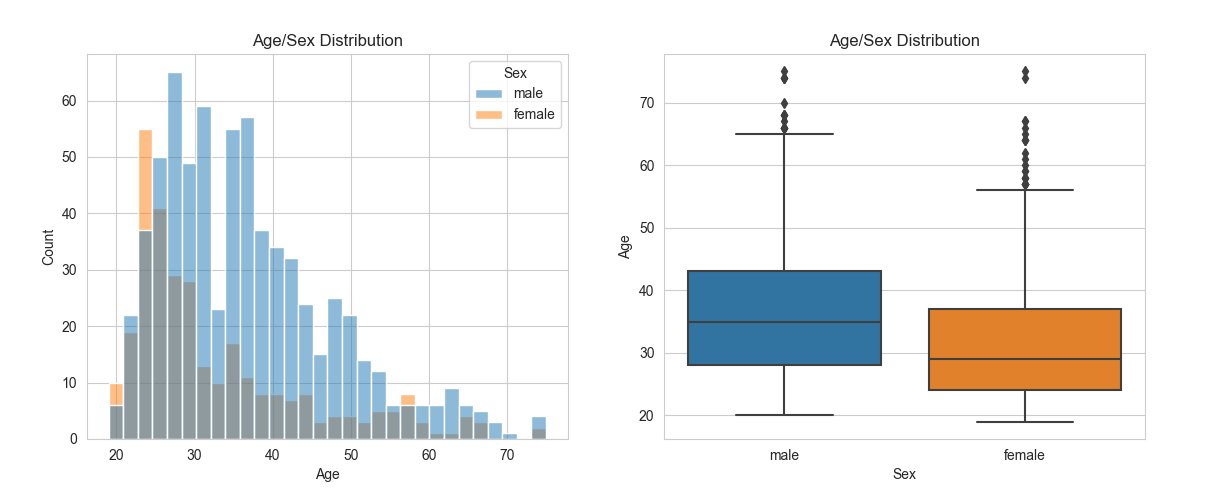 Age/Sex Distribution
Sex
male
female
60
50
40
30
20
10
0
Count
20 30 40 50 60 70
Age
Age/Sex Distribution
70
60
50
40
30
20
Age
male female
Sex